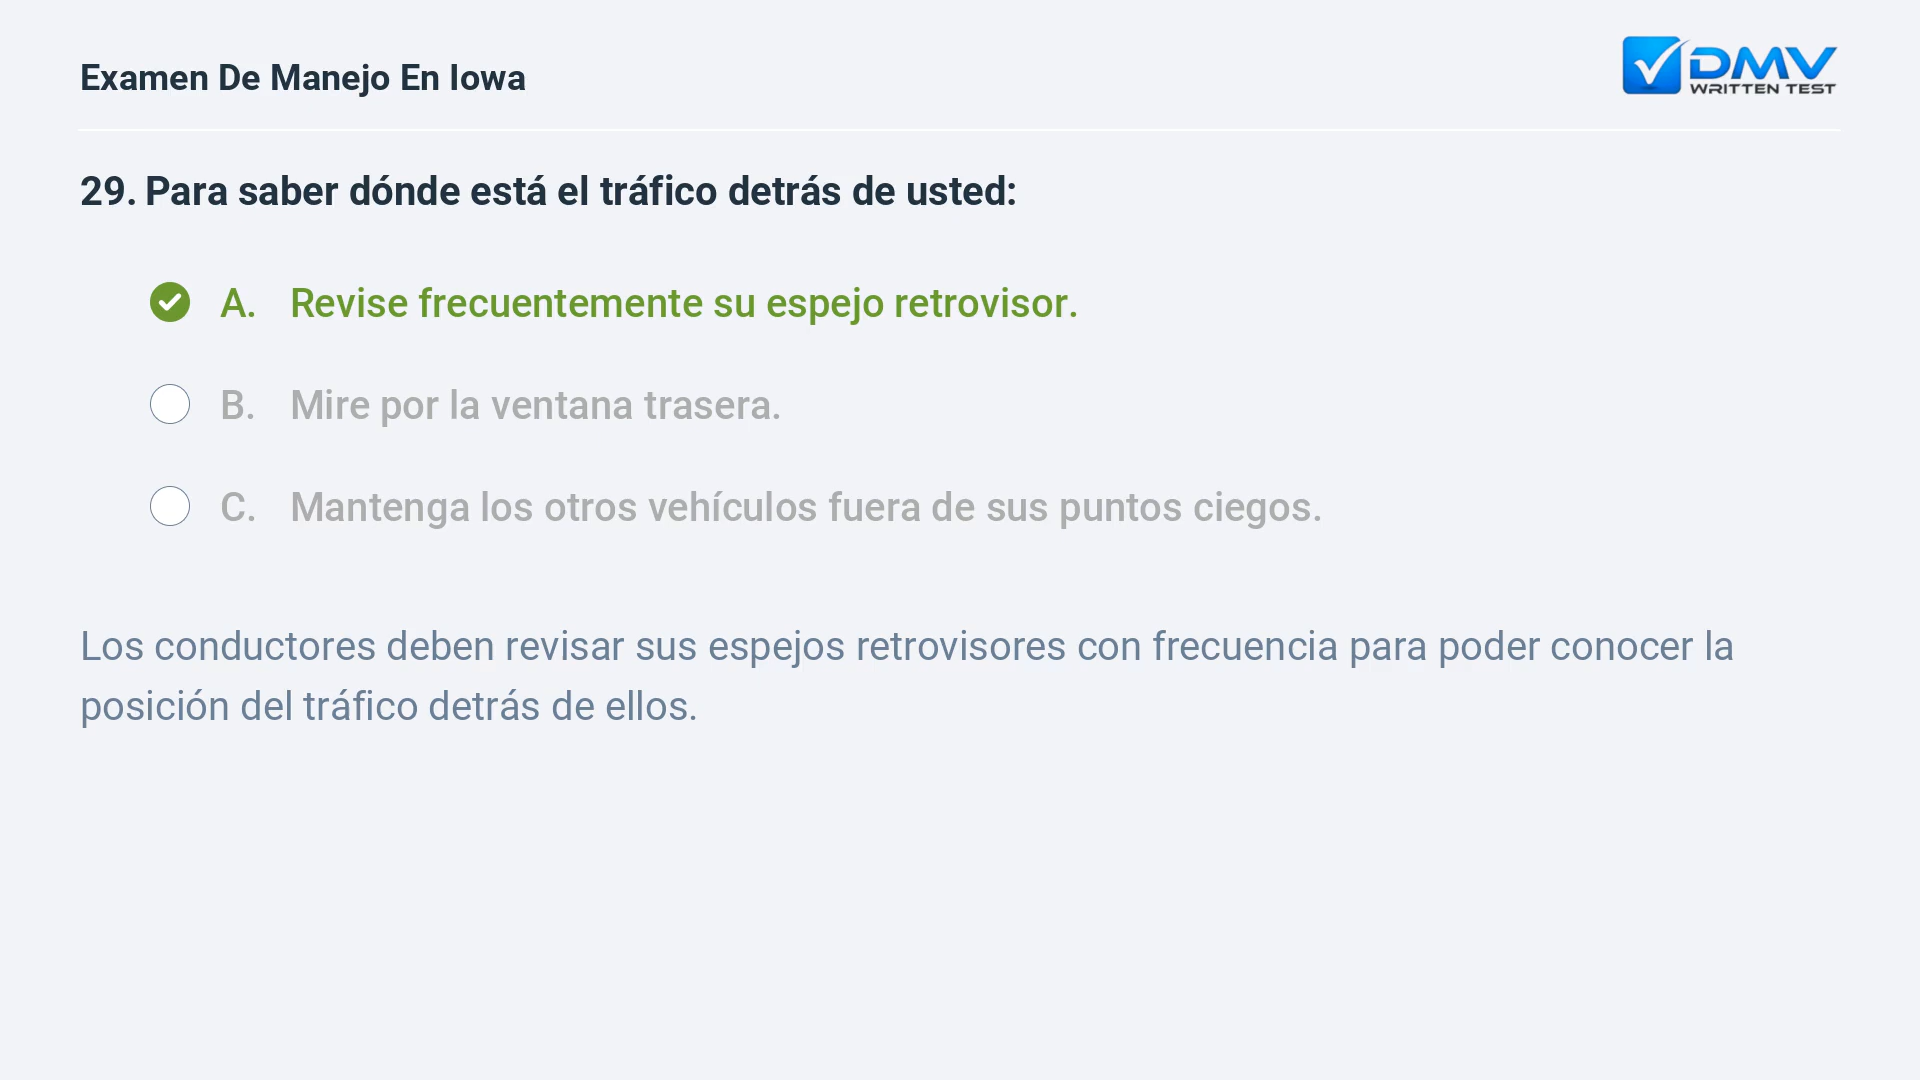 Examen De Manejo En Iowa
DMV
WRITTEN TEST
29. Para saber dónde está el tráfico detrás de usted:
A. Revise frecuentemente su espejo retrovisor.
B. Mire por la ventana trasera.
C. Mantenga los otros vehículos fuera de sus puntos ciegos.
Los conductores deben revisar sus espejos retrovisores con frecuencia para poder conocer la
posición del tráfico detrás de ellos.